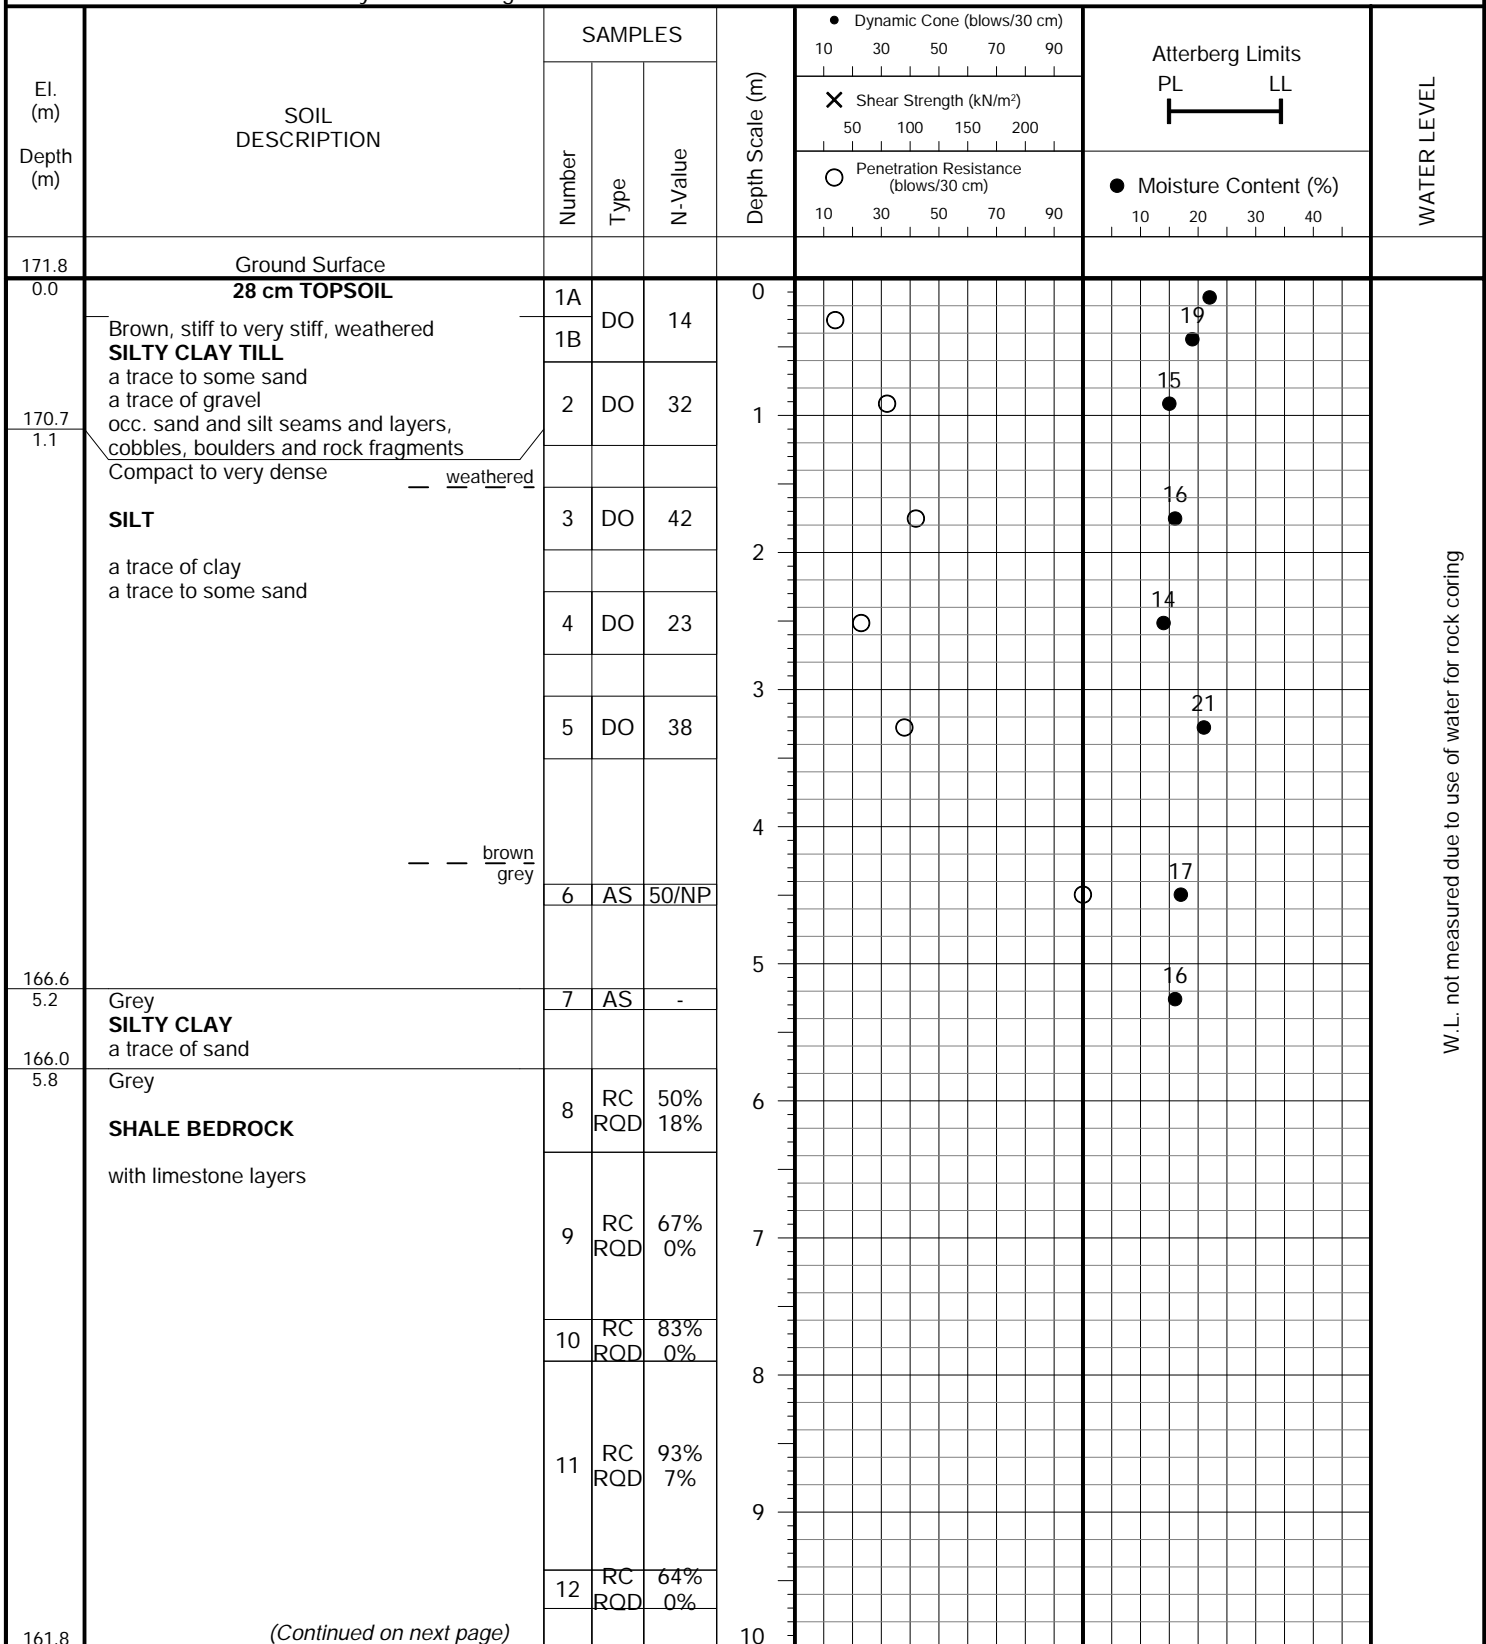 SAMPLES
El.
(m)
Depth
(m)
SOIL
DESCRIPTION
Number
Type
N-Value
Depth Scale (m)
Dynamic Cone (blows/30 cm)
10 30 50 70 90
Shear Strength (kN/m²)
50 100 150 200
Penetration Resistance
(blows/30 cm)
10 30 50 70 90
Atterberg Limits
PL LL
Moisture Content (%)
10 20 30 40
WATER LEVEL
171.8 Ground Surface
0.0 28 cm TOPSOIL 1A DO 14 0
Brown, stiff to very stiff, weathered 1B 19
SILTY CLAY TILL
a trace to some sand 15
a trace of gravel 2 DO 32
170.7 occ. sand and silt seams and layers, 1
1.1 cobbles, boulders and rock fragments
Compact to very dense weathered
16
SILT 3 DO 42
2
a trace of clay
a trace to some sand 14
4 DO 23
3
21
5 DO 38
4
brown
grey 17
6 AS 50/NP
5
166.6 16
5.2 Grey 7 AS -
SILTY CLAY
166.0 a trace of sand
5.8 Grey
8 RC 50% 6
RQD 18%
SHALE BEDROCK
with limestone layers
9 RC 67% 7
RQD 0%
10 RC 83%
RQD 0%
8
11 RC 93%
RQD 7%
9
12 RC 64%
RQD 0%
161.8 (Continued on next page) 10
W.L. not measured due to use of water for rock coring